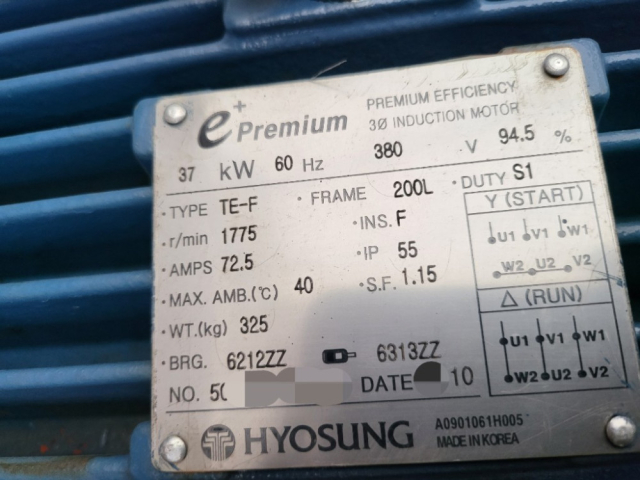 e+ Premium PREMIUM EFFICIENCY
3Ø INDUCTION MOTOR
37 kW 60 Hz 380 V 94.5 %
·TYPE TE-F ·FRAME 200L ·DUTY S1
·r/min 1775 ·INS. F
·AMPS 72.5 ·IP 55
·MAX. AMB.(℃) 40 ·S.F. 1.15
·WT.(kg) 325
·BRG. 6212ZZ 6313ZZ
NO. DATE 10
Y (START)
U1 V1 W1
W2 U2 V2
△ (RUN)
U1 V1 W1
W2 U2 V2
HYOSUNG A0901061H005
MADE IN KOREA